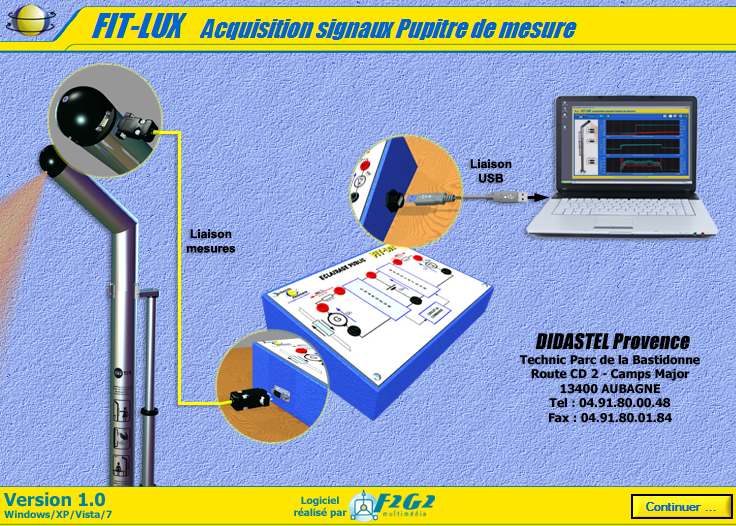 FIT-LUX Acquisition signaux Pupitre de mesure
Liaison
USB
Liaison
mesures
ECLAIRAGE PUBLIC FIT-LUX
DIDASTEL Provence
Technic Parc de la Bastidonne
Route CD 2 - Camps Major
13400 AUBAGNE
Tel : 04.91.80.00.48
Fax : 04.91.80.01.84
Version 1.0
Windows/XP/Vista/7
Logiciel
réalisé par
F2G2
multimédia
Continuer ...